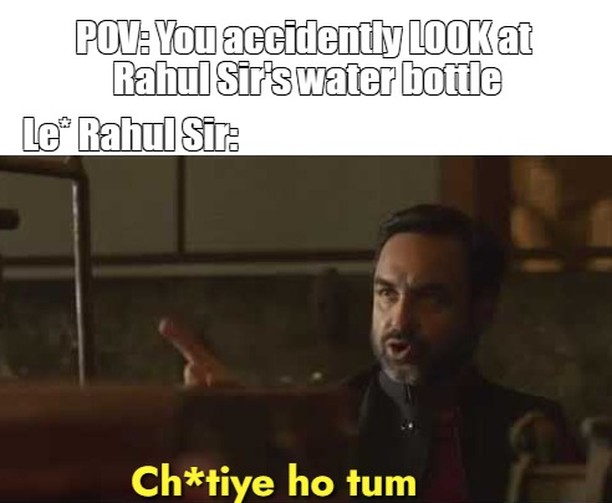 POV: You accidently LOOK at
Rahul Sir's water bottle
Le* Rahul Sir:
Ch*tiye ho tum